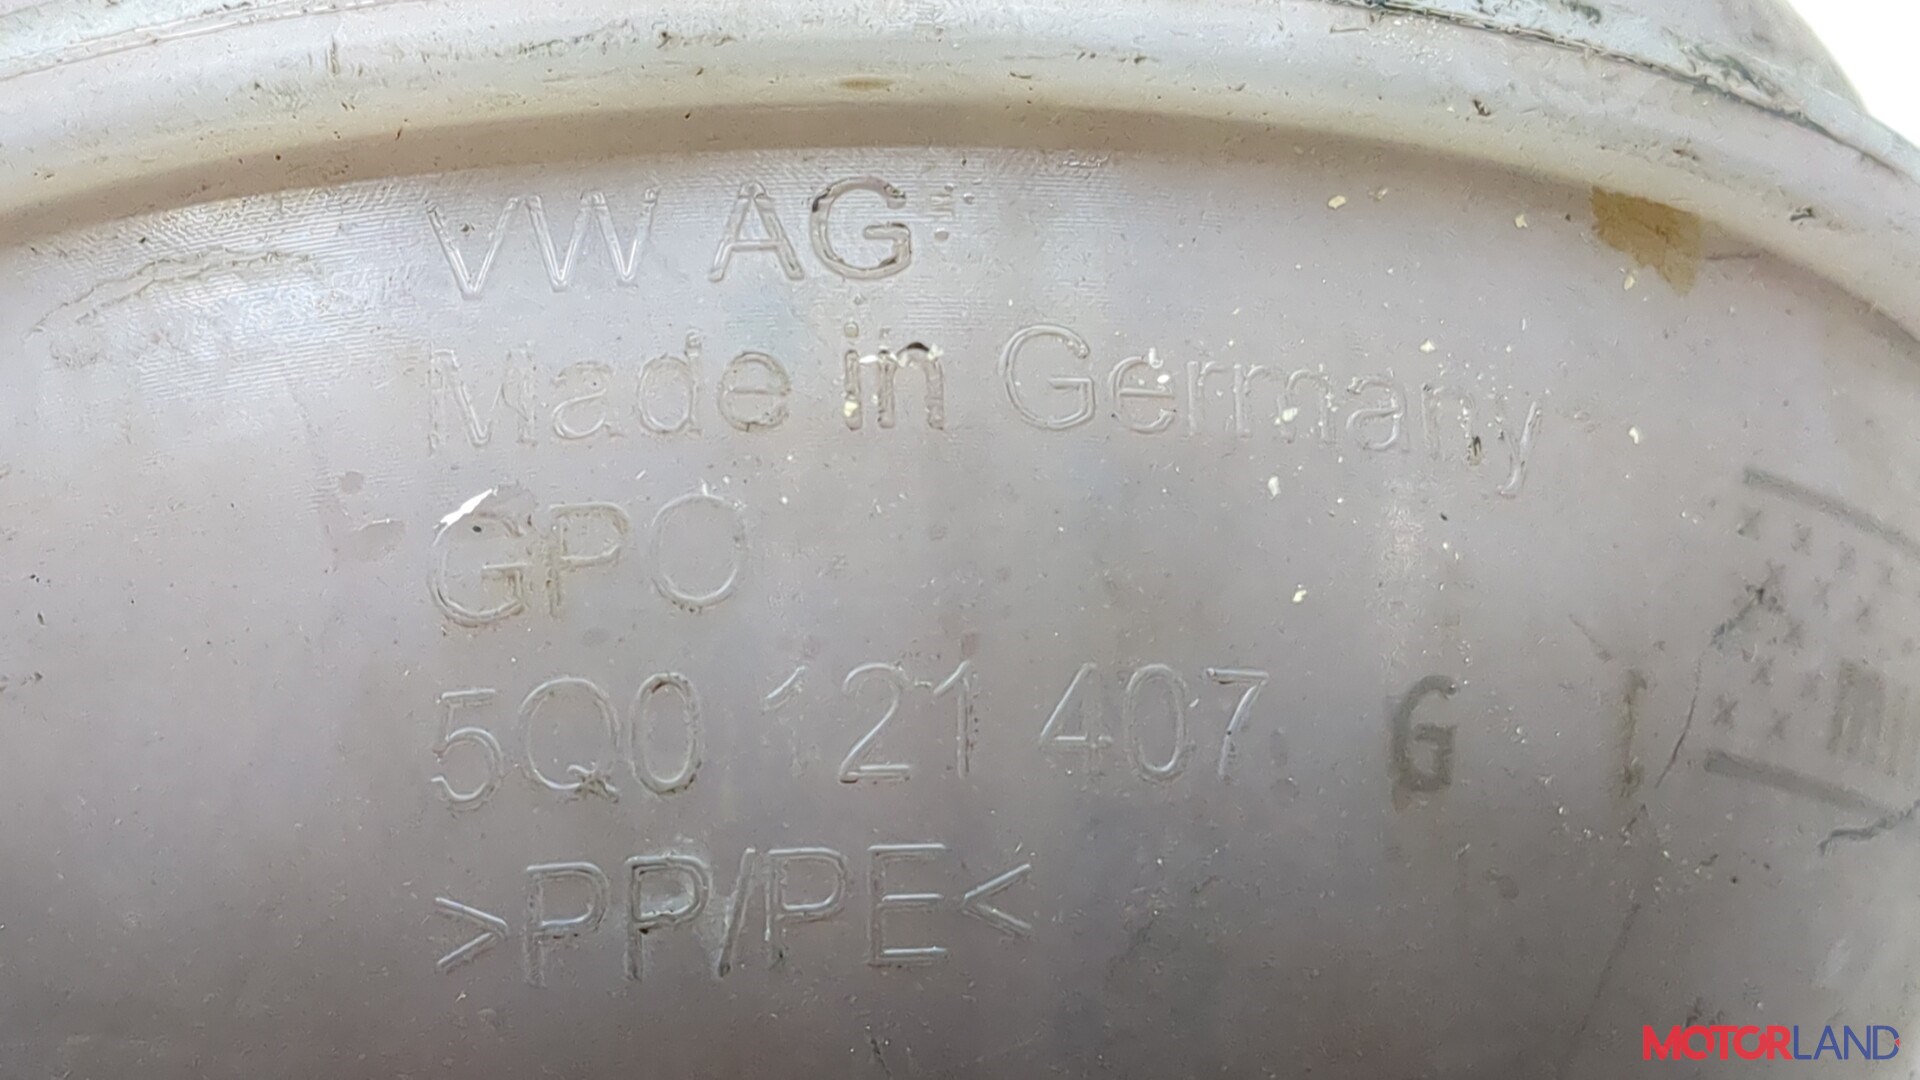 VW AG
Made in Germany
GPO
5Q0 121 407 G
>PP/PE<
MOTORLAND